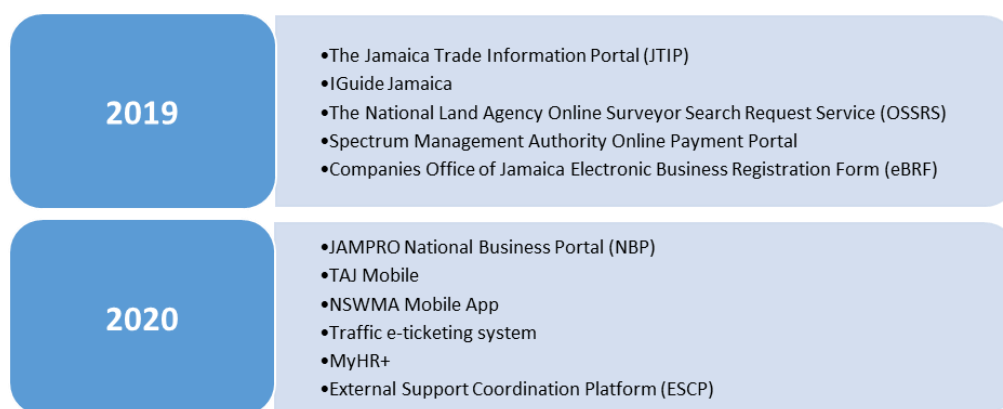 2019
•The Jamaica Trade Information Portal (JTIP)
•IGuide Jamaica
•The National Land Agency Online Surveyor Search Request Service (OSSRS)
•Spectrum Management Authority Online Payment Portal
•Companies Office of Jamaica Electronic Business Registration Form (eBRF)
2020
•JAMPRO National Business Portal (NBP)
•TAJ Mobile
•NSWMA Mobile App
•Traffic e-ticketing system
•MyHR+
•External Support Coordination Platform (ESCP)